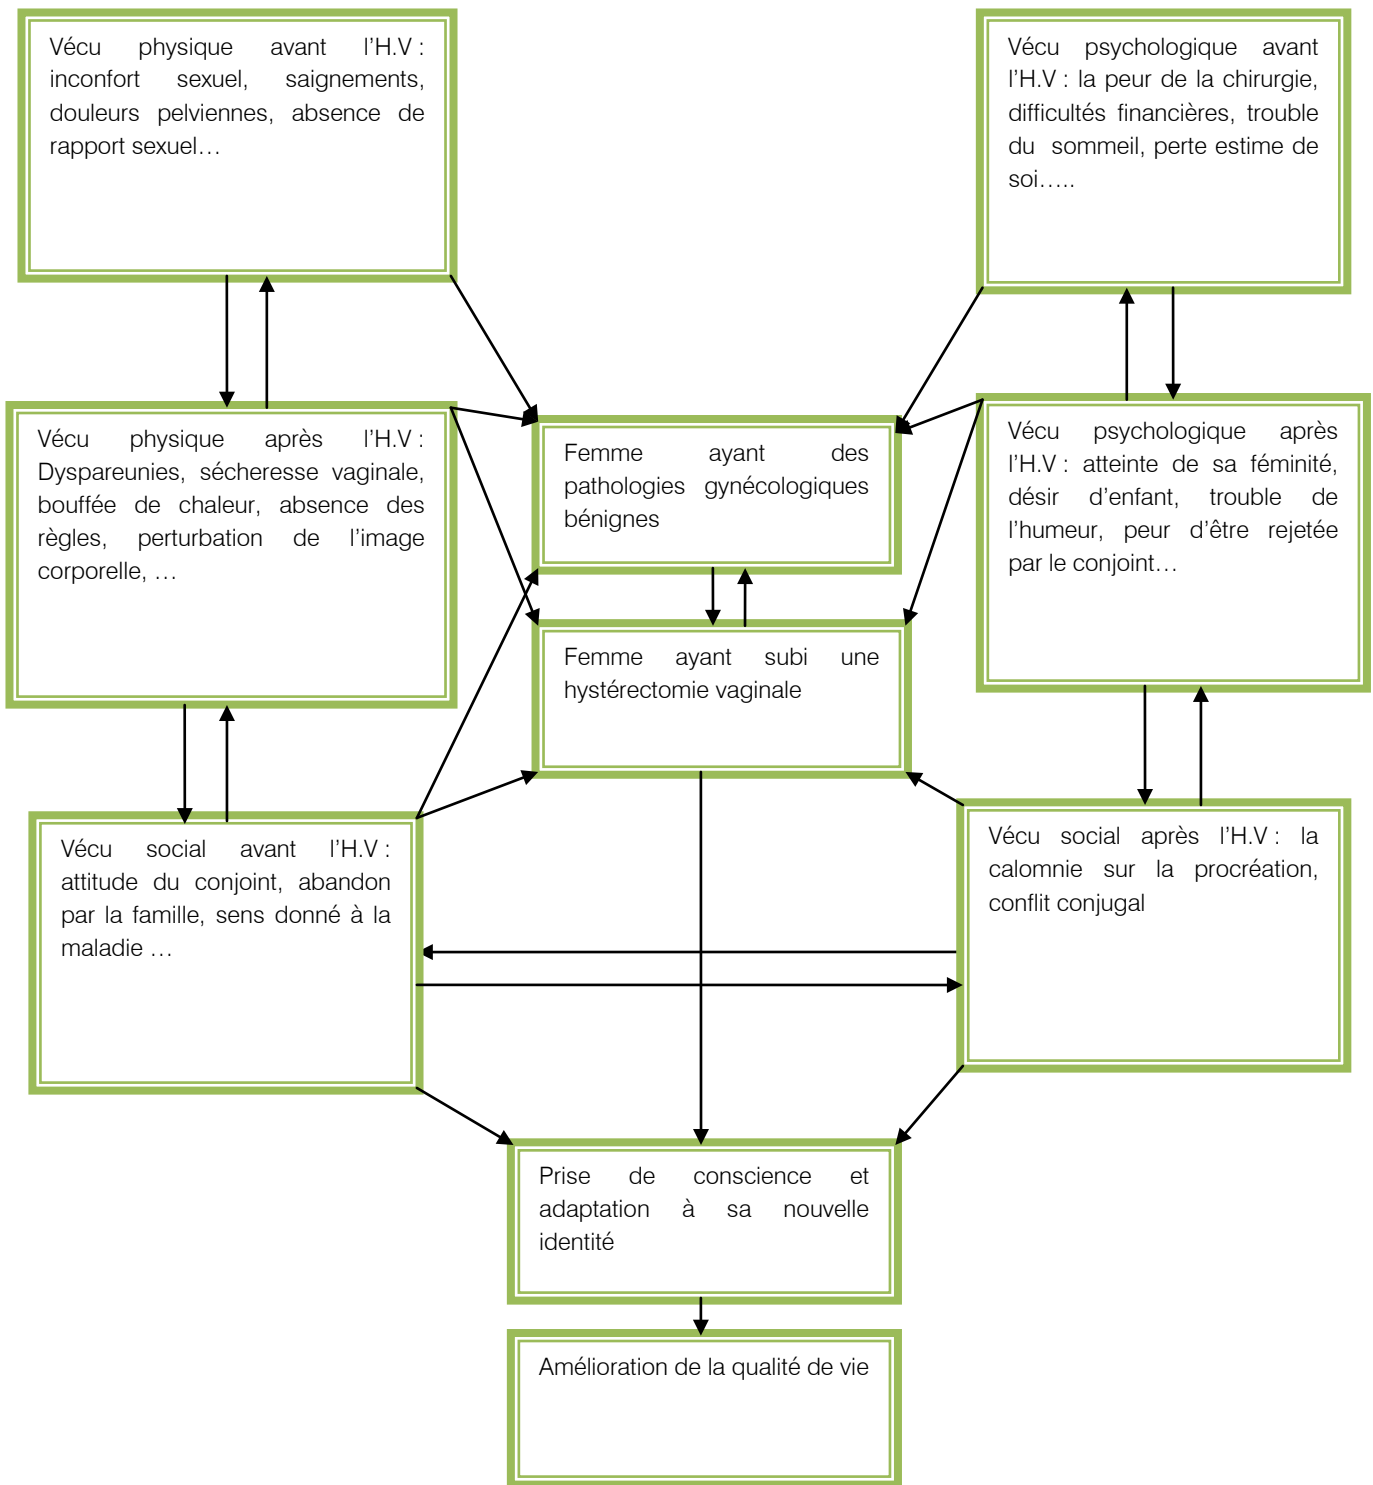 Vécu physique avant l'H.V :
inconfort sexuel, saignements,
douleurs pelviennes, absence de
rapport sexuel…
Vécu psychologique avant
l'H.V : la peur de la chirurgie,
difficultés financières, trouble
du sommeil, perte estime de
soi…..
Vécu physique après l'H.V :
Dyspareunies, sécheresse vaginale,
bouffée de chaleur, absence des
règles, perturbation de l'image
corporelle, …
Femme ayant des
pathologies gynécologiques
bénignes
Vécu psychologique après
l'H.V : atteinte de sa féminité,
désir d'enfant, trouble de
l'humeur, peur d'être rejetée
par le conjoint…
Femme ayant subi une
hystérectomie vaginale
Vécu social avant l'H.V :
attitude du conjoint, abandon
par la famille, sens donné à la
maladie …
Vécu social après l'H.V : la
calomnie sur la procréation,
conflit conjugal
Prise de conscience et
adaptation à sa nouvelle
identité
Amélioration de la qualité de vie